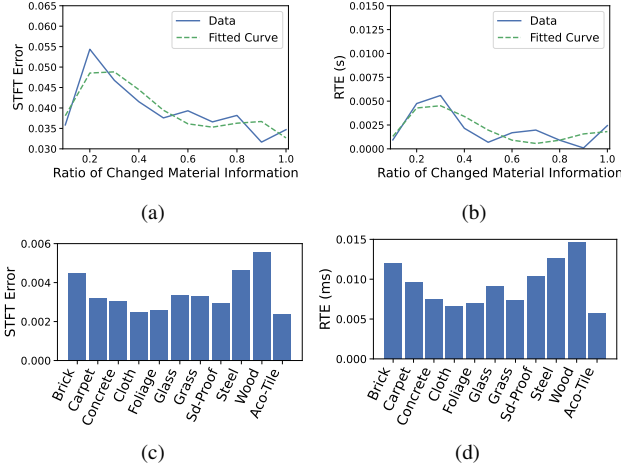 0.065
0.060
0.055
0.050
0.045
0.040
0.035
0.030
STFT Error
Data
Fitted Curve
0.2 0.4 0.6 0.8 1.0
Ratio of Changed Material Information
(a)
0.0150
0.0125
0.0100
0.0075
0.0050
0.0025
0.0000
RTE (s)
Data
Fitted Curve
0.2 0.4 0.6 0.8 1.0
Ratio of Changed Material Information
(b)
0.006
0.004
0.002
0.000
STFT Error
Brick
Carpet
Concrete
Cloth
Foliage
Glass
Grass
Sd-Proof
Steel
Wood
Aco-Tile
(c)
0.015
0.010
0.005
0.000
RTE (ms)
Brick
Carpet
Concrete
Cloth
Foliage
Glass
Grass
Sd-Proof
Steel
Wood
Aco-Tile
(d)